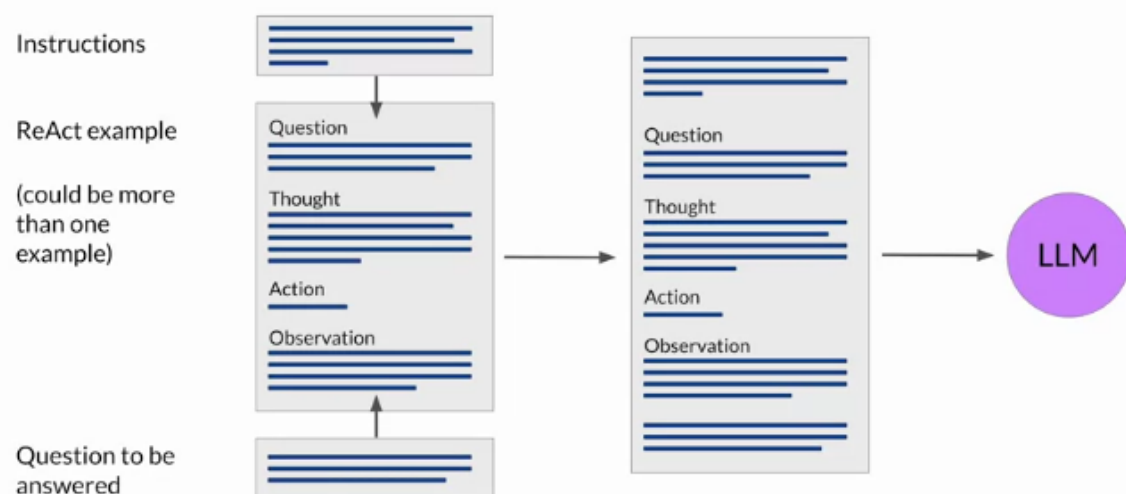 Instructions
ReAct example
(could be more
than one
example)
Question
Thought
Action
Observation
Question to be
answered
Question
Thought
Action
Observation
LLM